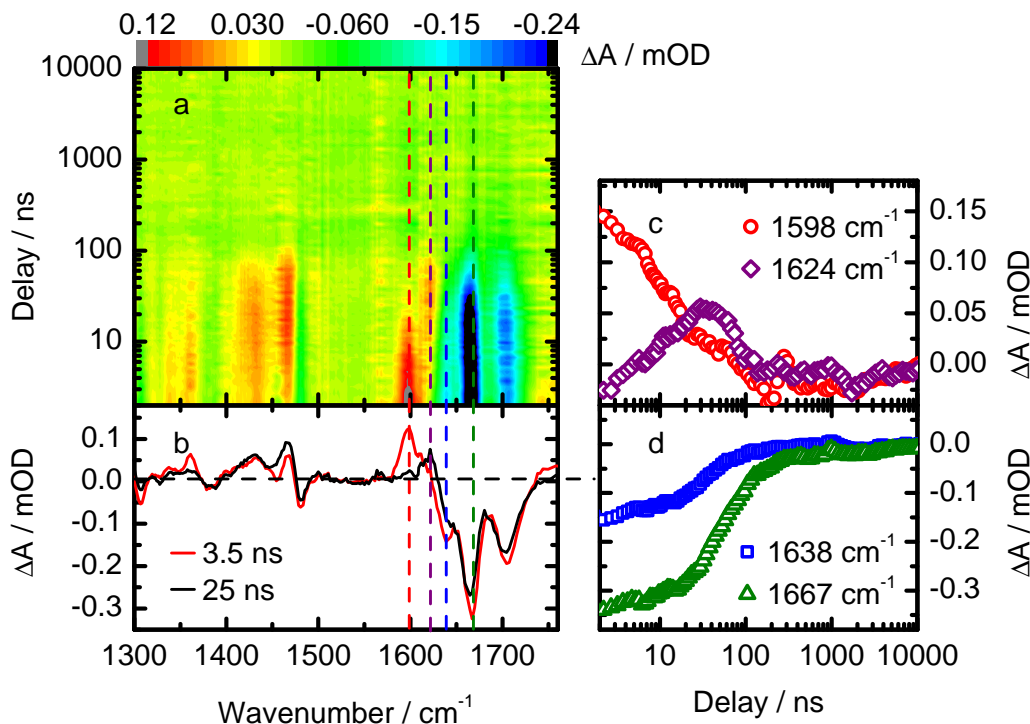 0.12 0.030 -0.060 -0.15 -0.24
ΔA / mOD
10000
1000
100
10
Delay / ns
a
b
0.1
0.0
-0.1
-0.2
-0.3
ΔA / mOD
3.5 ns
25 ns
1300 1400 1500 1600 1700
Wavenumber / cm⁻¹
c
1598 cm⁻¹
1624 cm⁻¹
0.15
0.10
0.05
0.00
ΔA / mOD
d
1638 cm⁻¹
1667 cm⁻¹
0.0
-0.1
-0.2
-0.3
ΔA / mOD
10 100 1000 10000
Delay / ns